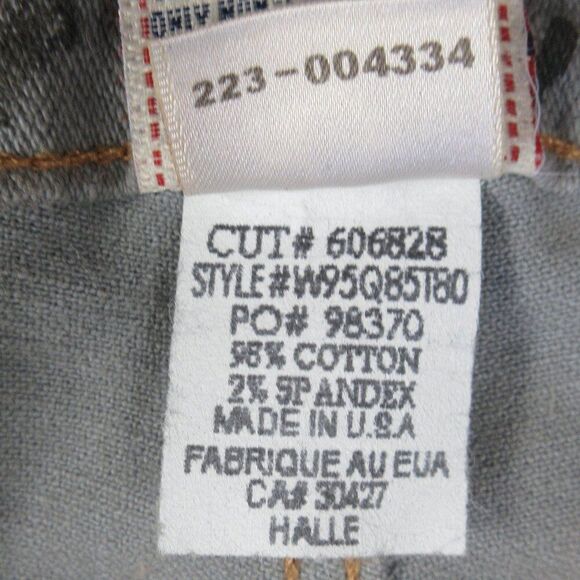 ONLY
223-004334
CUT# 606828
STYLE#W95Q85T80
PO# 98370
98% COTTON
2% SPANDEX
MADE IN U.S.A
FABRIQUE AU EUA
CA# 30427
HALLE